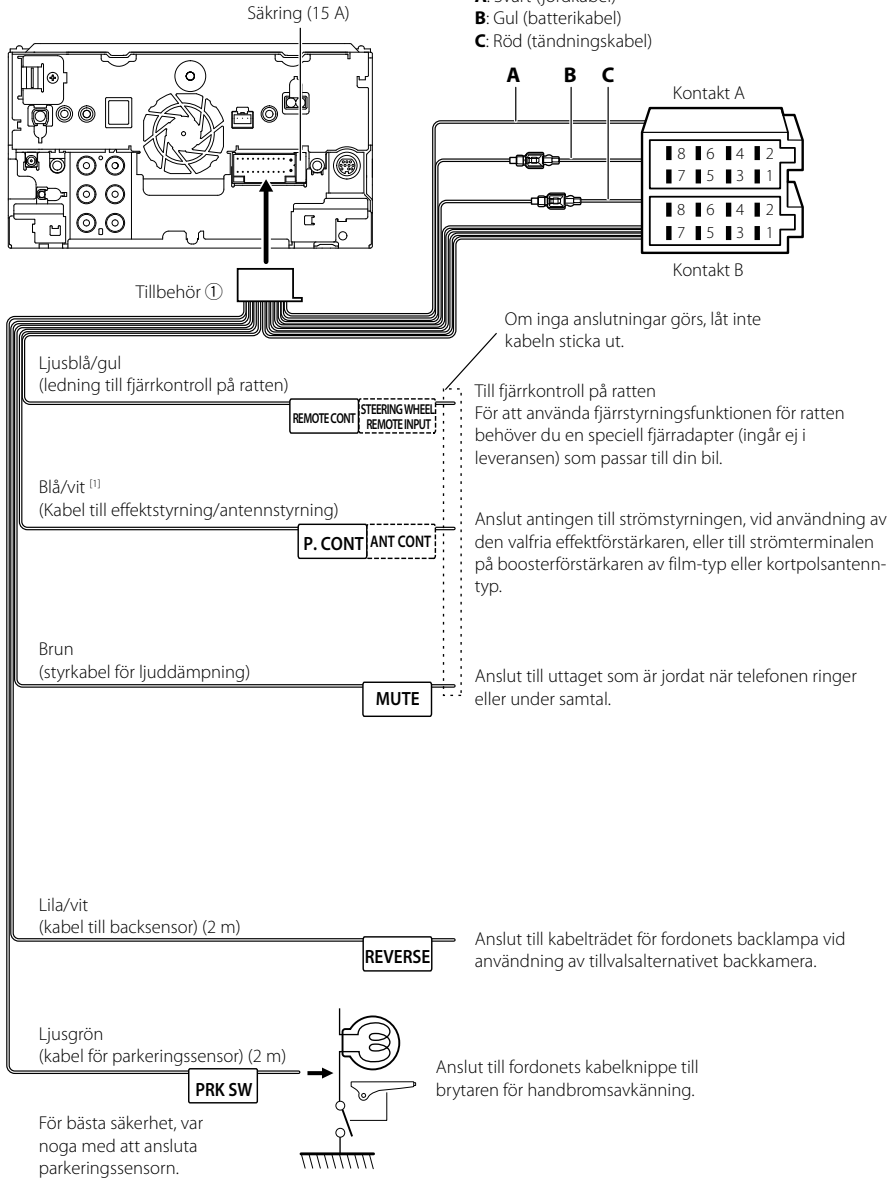 Säkring (15 A)
A: Svart (jordkabel)
B: Gul (batterikabel)
C: Röd (tändningskabel)
A B C
Kontakt A
8 6 4 2
7 5 3 1
8 6 4 2
7 5 3 1
Kontakt B
Tillbehör ①
Om inga anslutningar görs, låt inte
kabeln sticka ut.
Ljusblå/gul
(ledning till fjärrkontroll på ratten)
REMOTE CONT
STEERING WHEEL
REMOTE INPUT
Till fjärrkontroll på ratten
För att använda fjärrstyrningsfunktionen för ratten
behöver du en speciell fjärradapter (ingår ej i
leveransen) som passar till din bil.
Blå/vit [1]
(Kabel till effektstyrning/antennstyrning)
P. CONT ANT CONT
Anslut antingen till strömstyrningen, vid användning av
den valfria effektförstärkaren, eller till strömterminalen
på boosterförstärkaren av film-typ eller kortpolsantenn-
typ.
Brun
(styrkabel för ljuddämpning)
MUTE
Anslut till uttaget som är jordat när telefonen ringer
eller under samtal.
Lila/vit
(kabel till backsensor) (2 m)
REVERSE
Anslut till kabelträdet för fordonets backlampa vid
användning av tillvalsalternativet backkamera.
Ljusgrön
(kabel för parkeringssensor) (2 m)
PRK SW
Anslut till fordonets kabelknippe till
brytaren för handbromsavkänning.
För bästa säkerhet, var
noga med att ansluta
parkeringssensorn.